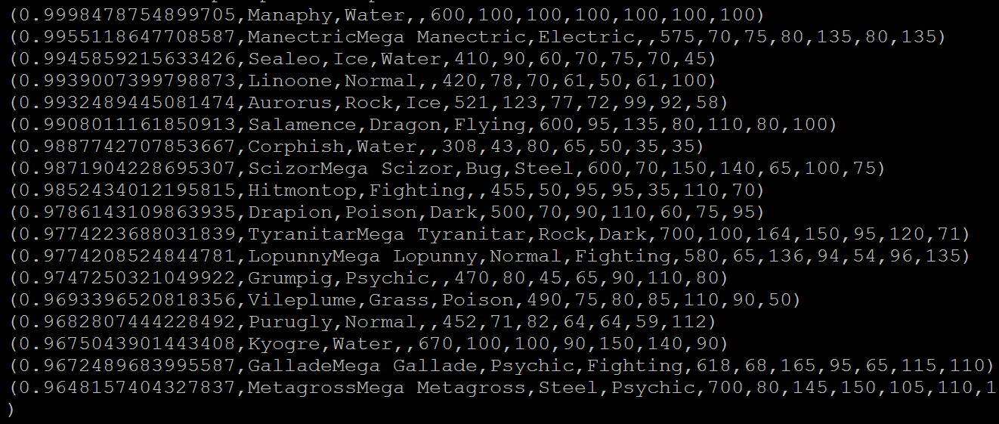 (0.9998478754899705,Manaphy,Water,,600,100,100,100,100,100,100)
(0.9955118647708587,ManectricMega Manectric,Electric,,575,70,75,80,135,80,135)
(0.9945859215633426,Sealeo,Ice,Water,410,90,60,70,75,70,45)
(0.9939007399798873,Linoone,Normal,,420,78,70,61,50,61,100)
(0.9932489445081474,Aurorus,Rock,Ice,521,123,77,72,99,92,58)
(0.9908011161850913,Salamence,Dragon,Flying,600,95,135,80,110,80,100)
(0.9887742707853667,Corphish,Water,,308,43,80,65,50,35,35)
(0.9871904228695307,ScizorMega Scizor,Bug,Steel,600,70,150,140,65,100,75)
(0.9852434012195815,Hitmontop,Fighting,,455,50,95,95,35,110,70)
(0.9786143109863935,Drapion,Poison,Dark,500,70,90,110,60,75,95)
(0.9774223688031839,TyranitarMega Tyranitar,Rock,Dark,700,100,164,150,95,120,71)
(0.9774208524844781,LopunnyMega Lopunny,Normal,Fighting,580,65,136,94,54,96,135)
(0.9747250321049922,Grumpig,Psychic,,470,80,45,65,90,110,80)
(0.9693396520818356,Vileplume,Grass,Poison,490,75,80,85,110,90,50)
(0.9682807444228492,Purugly,Normal,,452,71,82,64,64,59,112)
(0.9675043901443408,Kyogre,Water,,670,100,100,90,150,140,90)
(0.9672489683995587,GalladeMega Gallade,Psychic,Fighting,618,68,165,95,65,115,110)
(0.9648157404327837,MetagrossMega Metagross,Steel,Psychic,700,80,145,150,105,110,1
)